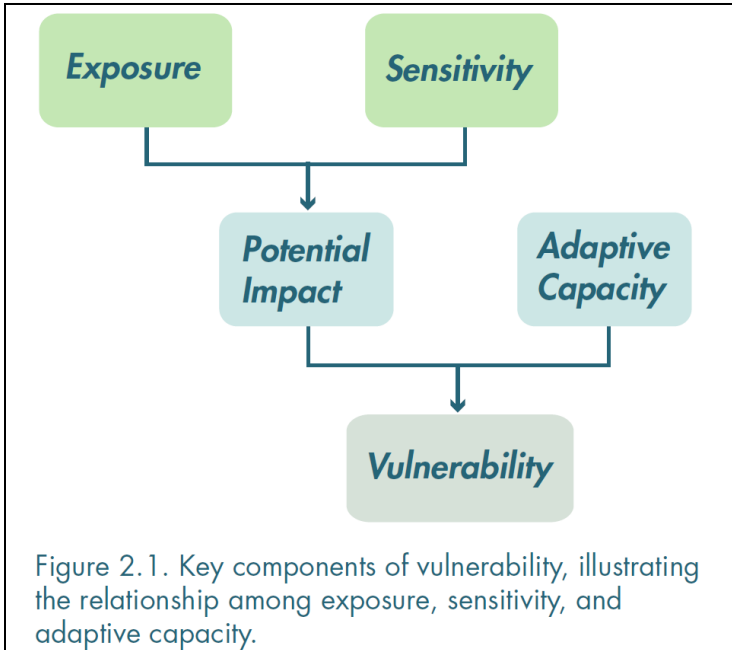 Exposure
Sensitivity
Potential
Impact
Adaptive
Capacity
Vulnerability
Figure 2.1. Key components of vulnerability, illustrating
the relationship among exposure, sensitivity, and
adaptive capacity.